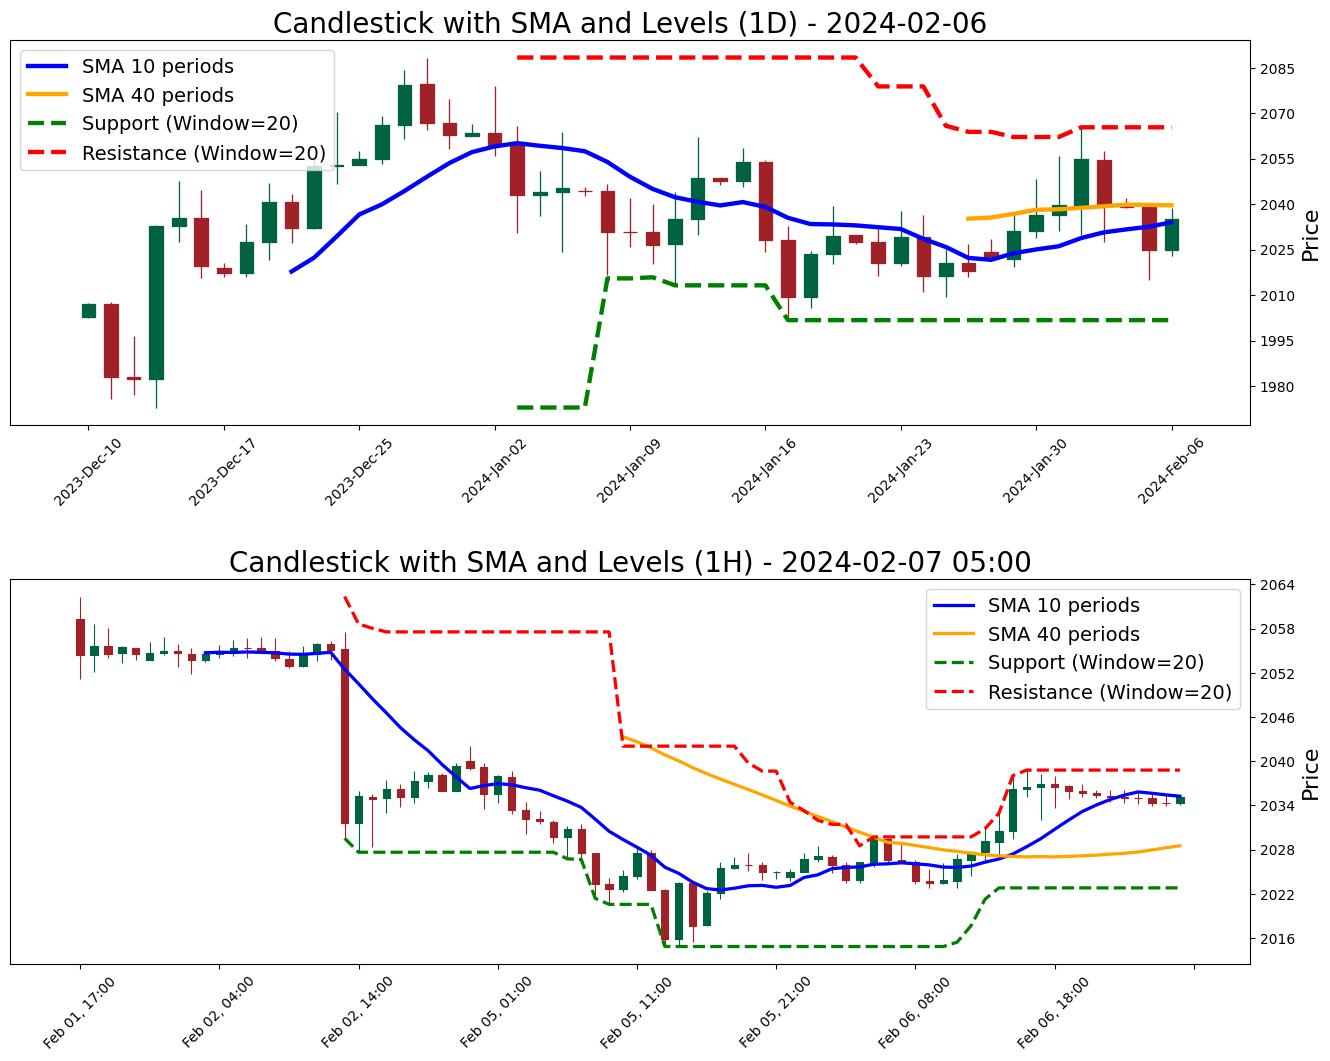 Candlestick with SMA and Levels (1D) - 2024-02-06
SMA 10 periods
SMA 40 periods
Support (Window=20)
Resistance (Window=20)
2085
2070
2055
2040
2025
2010
1995
1980
Price
2023-Dec-10
2023-Dec-17
2023-Dec-25
2024-Jan-02
2024-Jan-09
2024-Jan-16
2024-Jan-23
2024-Jan-30
2024-Feb-06
Candlestick with SMA and Levels (1H) - 2024-02-07 05:00
SMA 10 periods
SMA 40 periods
Support (Window=20)
Resistance (Window=20)
2064
2058
2052
2046
2040
2034
2028
2022
2016
Price
Feb 01, 17:00
Feb 02, 04:00
Feb 02, 14:00
Feb 05, 01:00
Feb 05, 11:00
Feb 05, 21:00
Feb 06, 08:00
Feb 06, 18:00